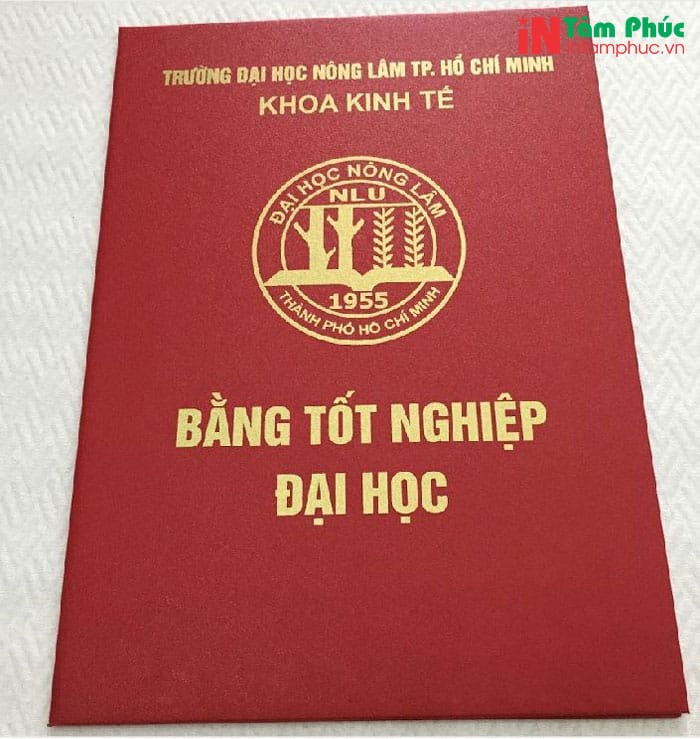 iN Tâm Phúc
intamphuc.vn
TRƯỜNG ĐẠI HỌC NÔNG LÂM TP. HỒ CHÍ MINH
KHOA KINH TẾ
ĐẠI HỌC NÔNG LÂM
NLU
1955
THÀNH PHỐ HỒ CHÍ MINH
BẰNG TỐT NGHIỆP
ĐẠI HỌC